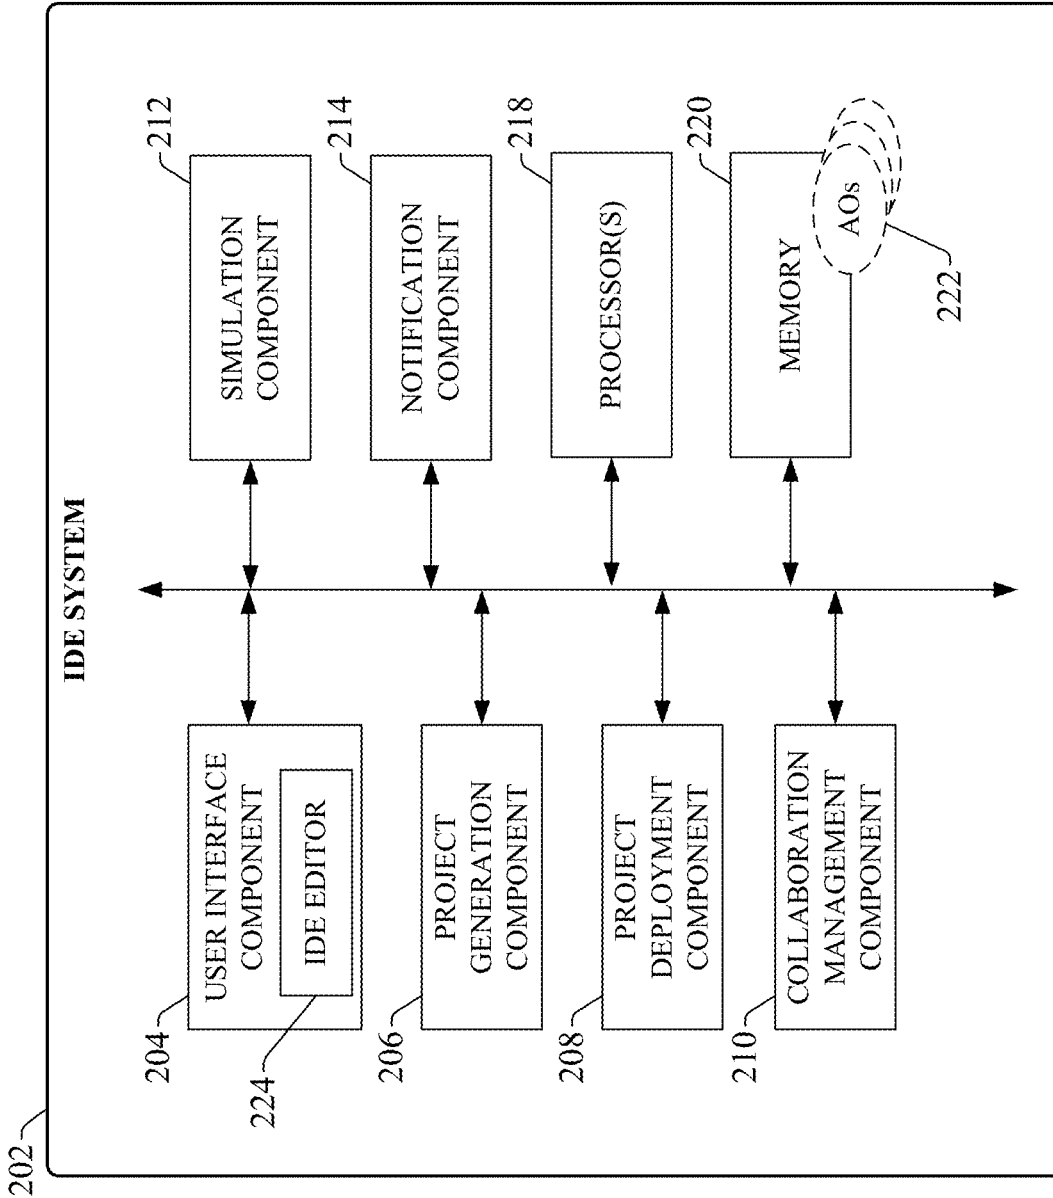 202
IDE SYSTEM
204
USER INTERFACE
COMPONENT
224
IDE EDITOR
206
PROJECT
GENERATION
COMPONENT
208
PROJECT
DEPLOYMENT
COMPONENT
210
COLLABORATION
MANAGEMENT
COMPONENT
212
SIMULATION
COMPONENT
214
NOTIFICATION
COMPONENT
218
PROCESSOR(S)
220
MEMORY
AOs
222